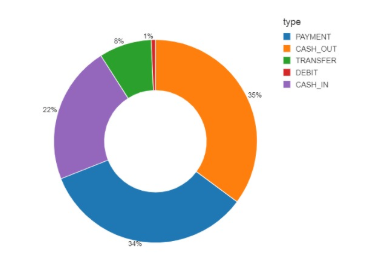 type
PAYMENT
CASH_OUT
TRANSFER
DEBIT
CASH_IN
1%
8%
35%
22%
34%